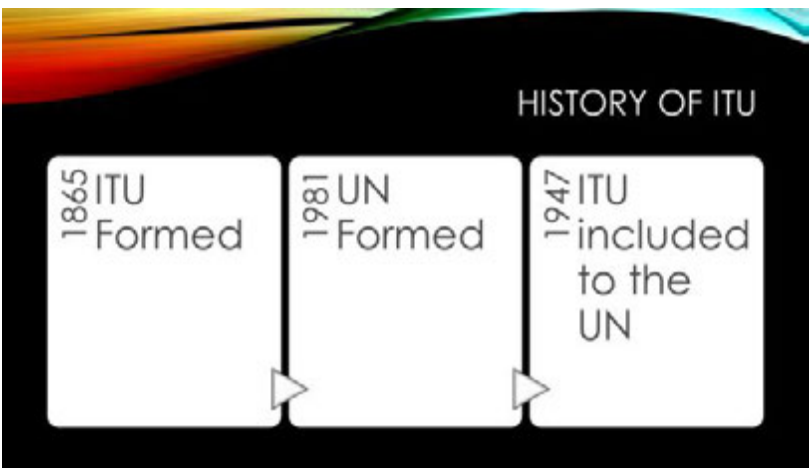 HISTORY OF ITU
1865
ITU
Formed
1981
UN
Formed
1947
ITU
included
to the
UN